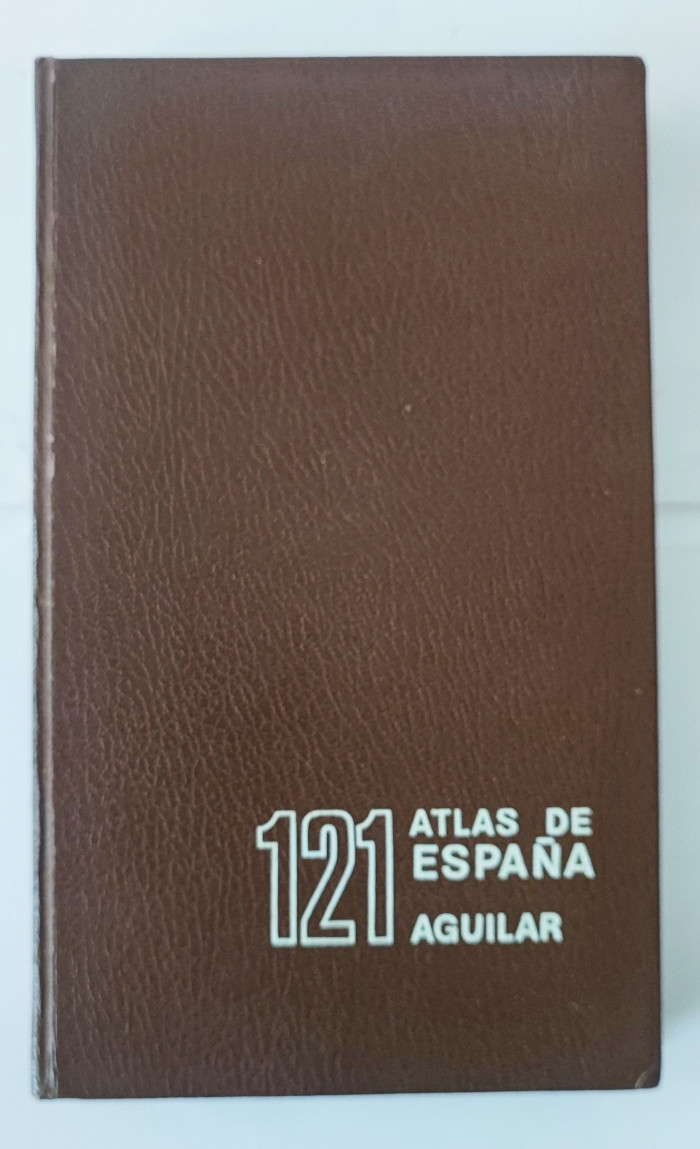 121
ATLAS DE
ESPAÑA
AGUILAR